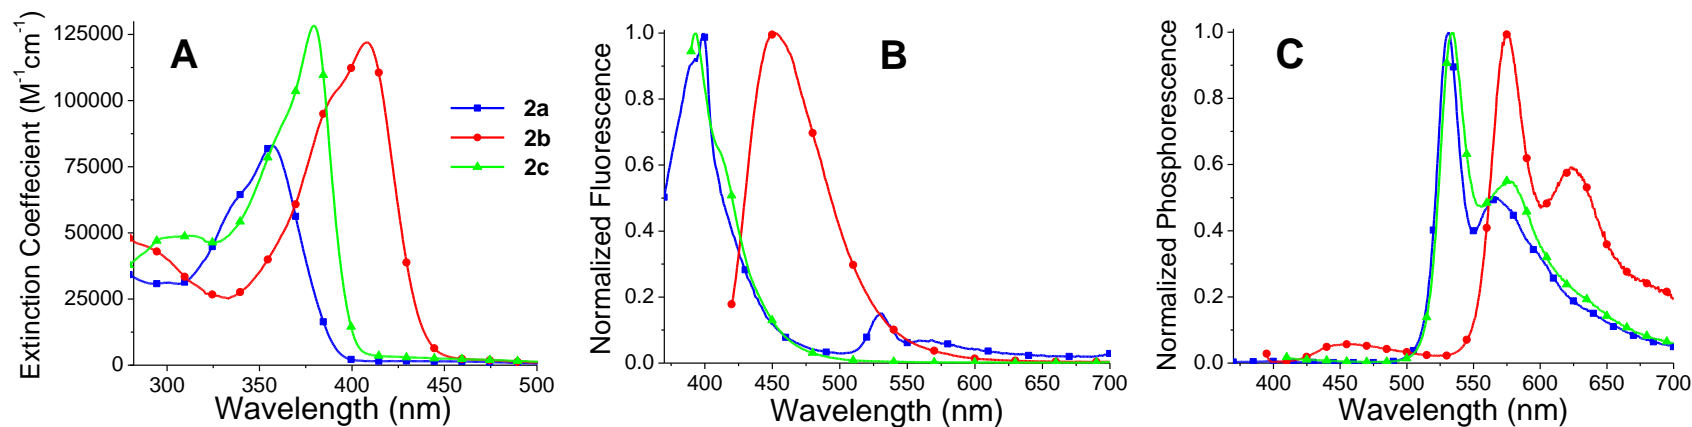 A
Extinction Coeffecient (M⁻¹cm⁻¹)
125000
100000
75000
50000
25000
0
300 350 400 450 500
Wavelength (nm)
2a
2b
2c
B
Normalized Fluorescence
1.0
0.8
0.6
0.4
0.2
0.0
400 450 500 550 600 650 700
Wavelength (nm)
C
Normalized Phosphorescence
1.0
0.8
0.6
0.4
0.2
0.0
400 450 500 550 600 650 700
Wavelength (nm)